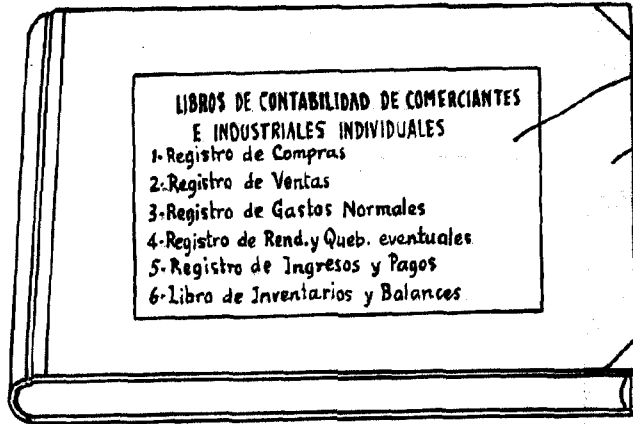 LIBROS DE CONTABILIDAD DE COMERCIANTES
E INDUSTRIALES INDIVIDUALES
1-Registro de Compras
2-Registro de Ventas
3-Registro de Gastos Normales
4-Registro de Rend. y Queb. eventuales
5-Registro de Ingresos y Pagos
6-Libro de Inventarios y Balances